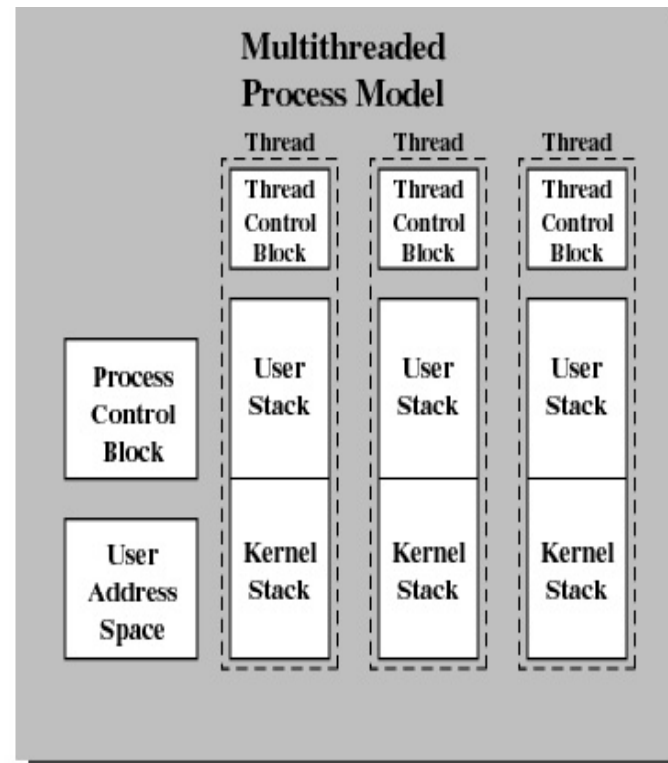 Multithreaded
Process Model
Thread
Thread
Thread
Thread
Control
Block
Thread
Control
Block
Thread
Control
Block
Process
Control
Block
User
Address
Space
User
Stack
User
Stack
User
Stack
Kernel
Stack
Kernel
Stack
Kernel
Stack